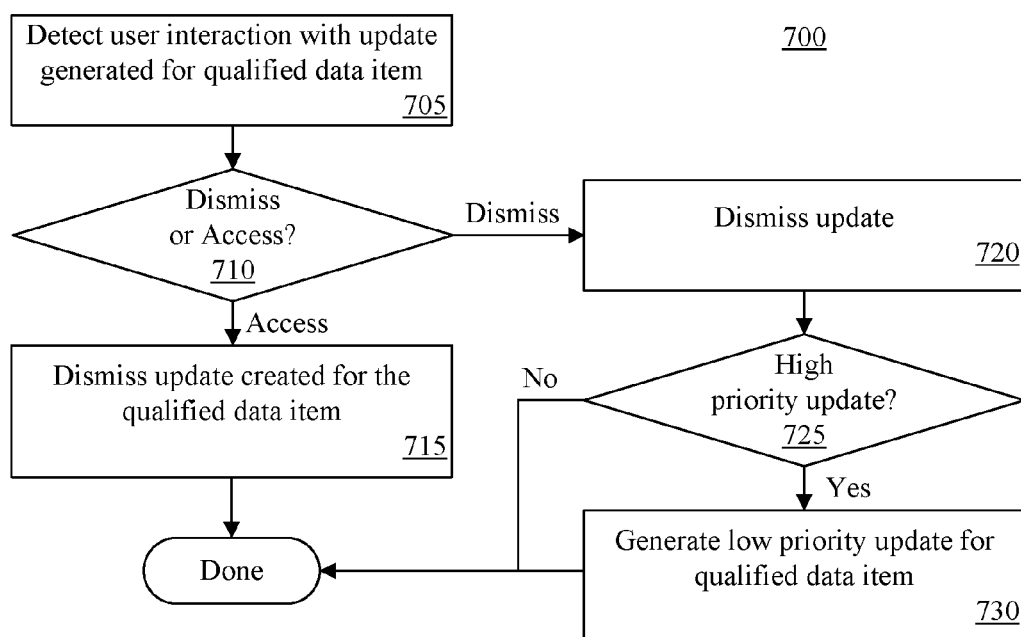 Detect user interaction with update
generated for qualified data item
705
700
Dismiss
or Access?
710
Dismiss
Dismiss update
720
Access
Dismiss update created for the
qualified data item
715
No
High
priority update?
725
Yes
Generate low priority update for
qualified data item
730
Done